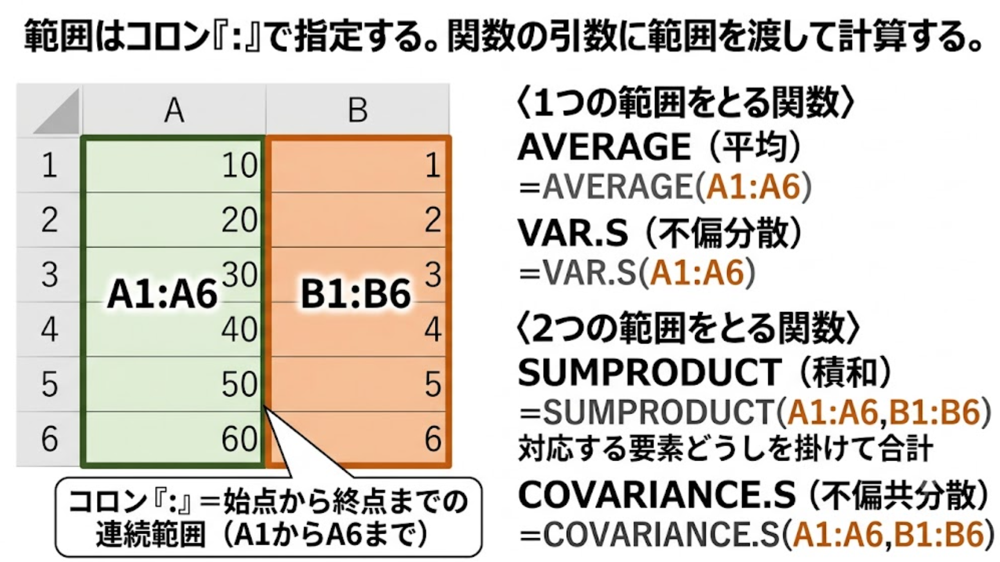 範囲はコロン『:』で指定する。関数の引数に範囲を渡して計算する。
A B
1 10 1
2 20 2
3 30 3
A1:A6 B1:B6
4 40 4
5 50 5
6 60 6
コロン『:』＝始点から終点までの
連続範囲（A1からA6まで）
〈1つの範囲をとる関数〉
AVERAGE（平均）
=AVERAGE(A1:A6)
VAR.S（不偏分散）
=VAR.S(A1:A6)
〈2つの範囲をとる関数〉
SUMPRODUCT（積和）
=SUMPRODUCT(A1:A6,B1:B6)
対応する要素どうしを掛けて合計
COVARIANCE.S（不偏共分散）
=COVARIANCE.S(A1:A6,B1:B6)